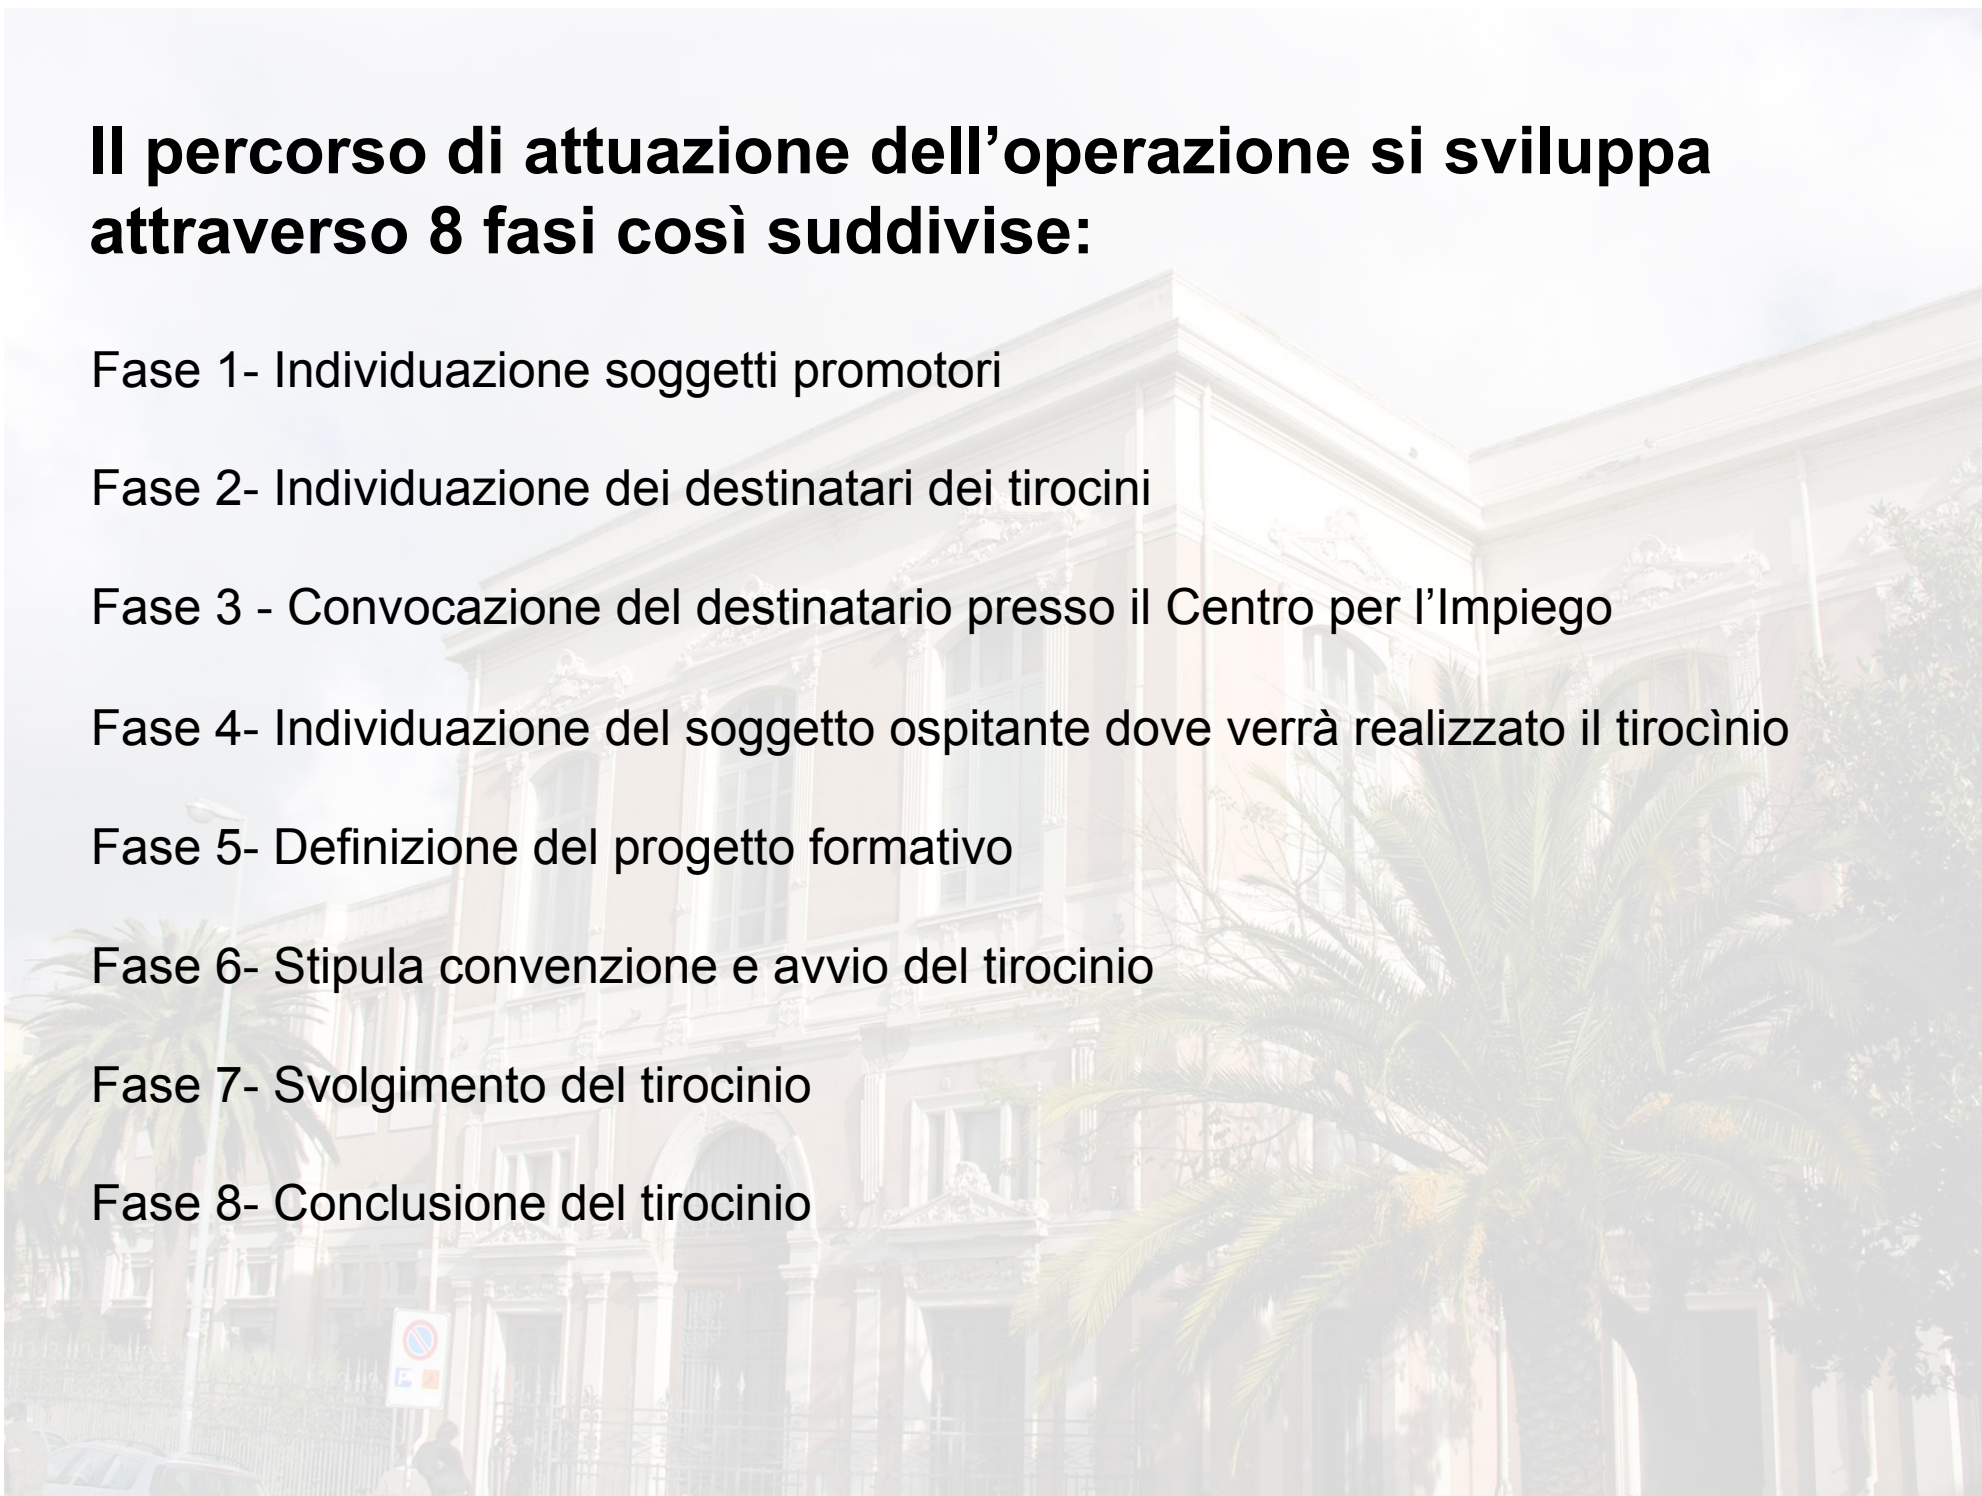 Il percorso di attuazione dell’operazione si sviluppa
attraverso 8 fasi così suddivise:
Fase 1- Individuazione soggetti promotori
Fase 2- Individuazione dei destinatari dei tirocini
Fase 3 - Convocazione del destinatario presso il Centro per l’Impiego
Fase 4- Individuazione del soggetto ospitante dove verrà realizzato il tirocìnio
Fase 5- Definizione del progetto formativo
Fase 6- Stipula convenzione e avvio del tirocinio
Fase 7- Svolgimento del tirocinio
Fase 8- Conclusione del tirocinio